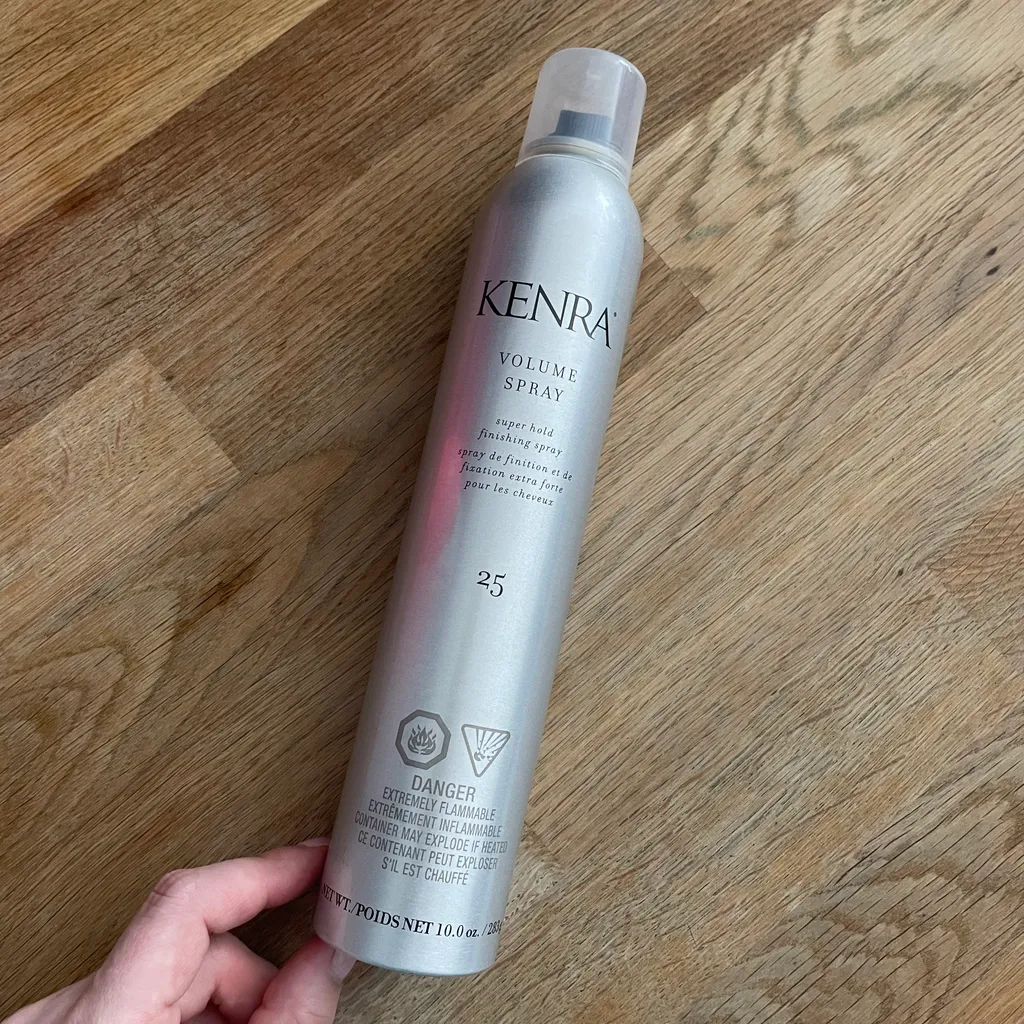 KENRA
VOLUME
SPRAY
super hold
finishing spray
spray de finition et de
fixation extra forte
pour les cheveux
25
DANGER
EXTREMELY FLAMMABLE
EXTRÊMEMENT INFLAMMABLE
CONTAINER MAY EXPLODE IF HEATED
CE CONTENANT PEUT EXPLOSER
S'IL EST CHAUFFÉ
NET WT./POIDS NET 10.0 oz. / 283g